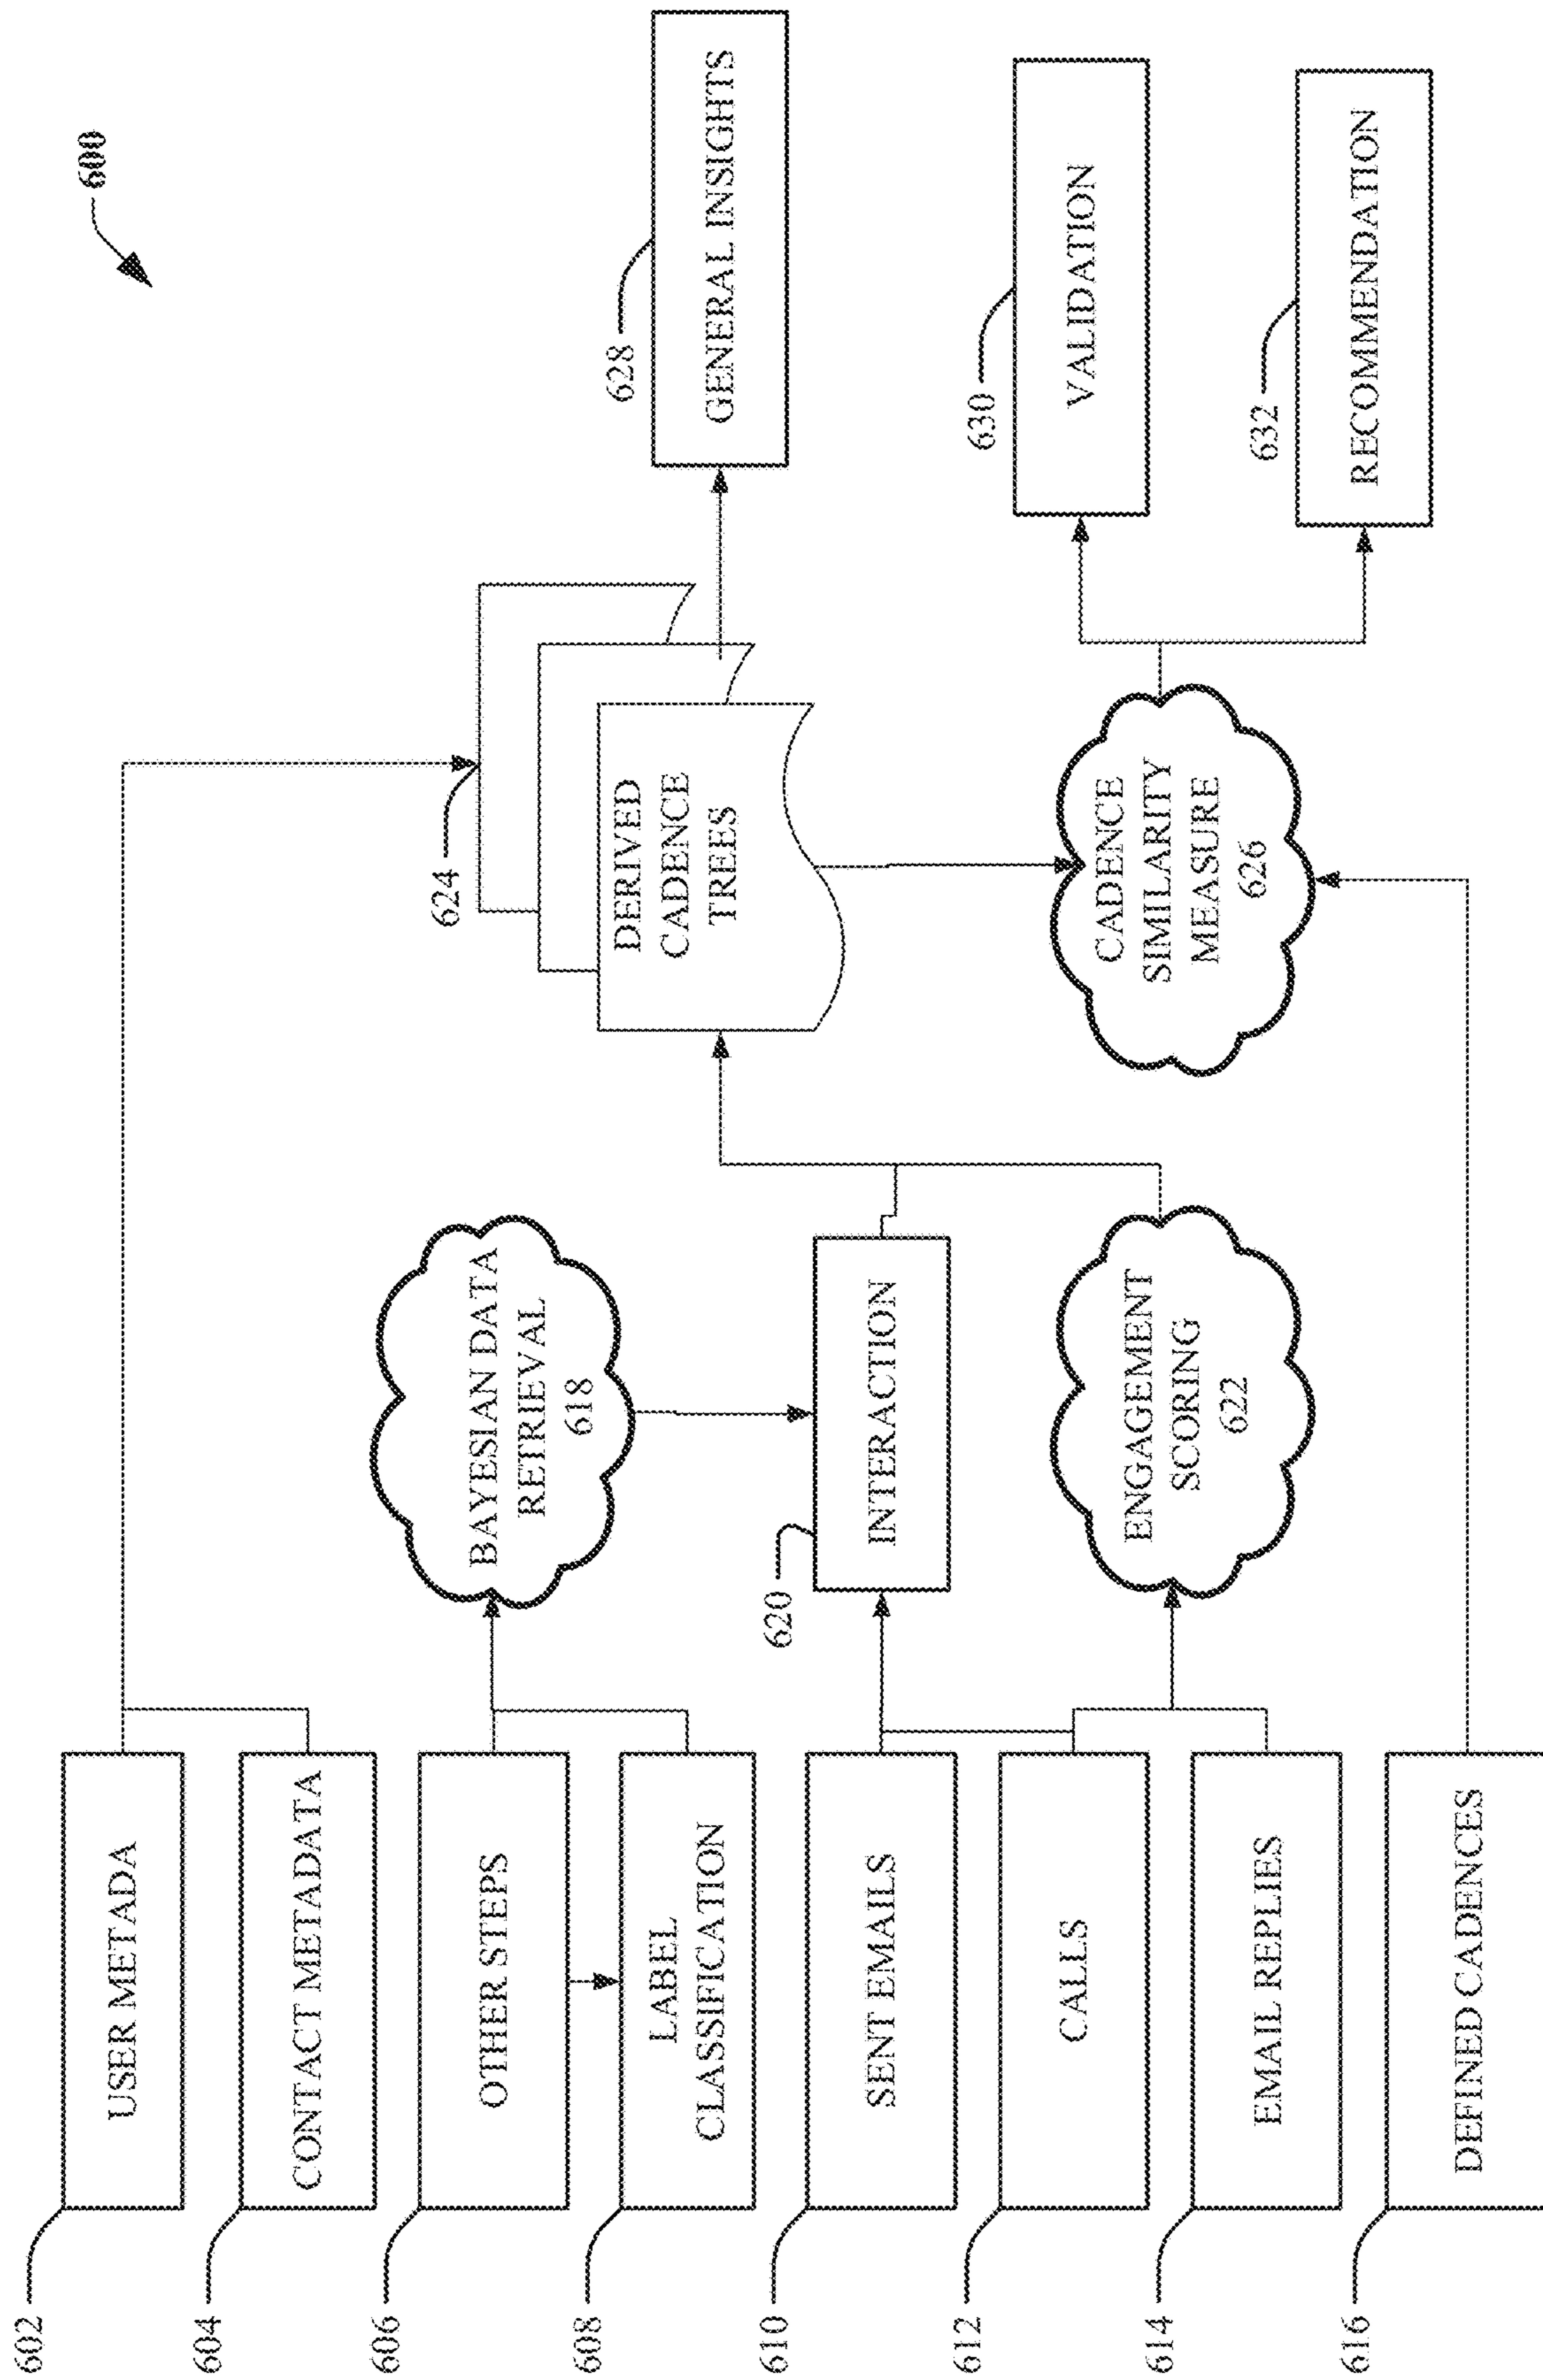 600
602
USER METADA
604
CONTACT METADATA
606
OTHER STEPS
608
LABEL
CLASSIFICATION
610
SENT EMAILS
612
CALLS
614
EMAIL REPLIES
616
DEFINED CADENCES
BAYESIAN DATA
RETRIEVAL
618
620
INTERACTION
ENGAGEMENT
SCORING
622
624
DERIVED
CADENCE
TREES
CADENCE
SIMILARITY
MEASURE
626
628
GENERAL INSIGHTS
630
VALIDATION
632
RECOMMENDATION